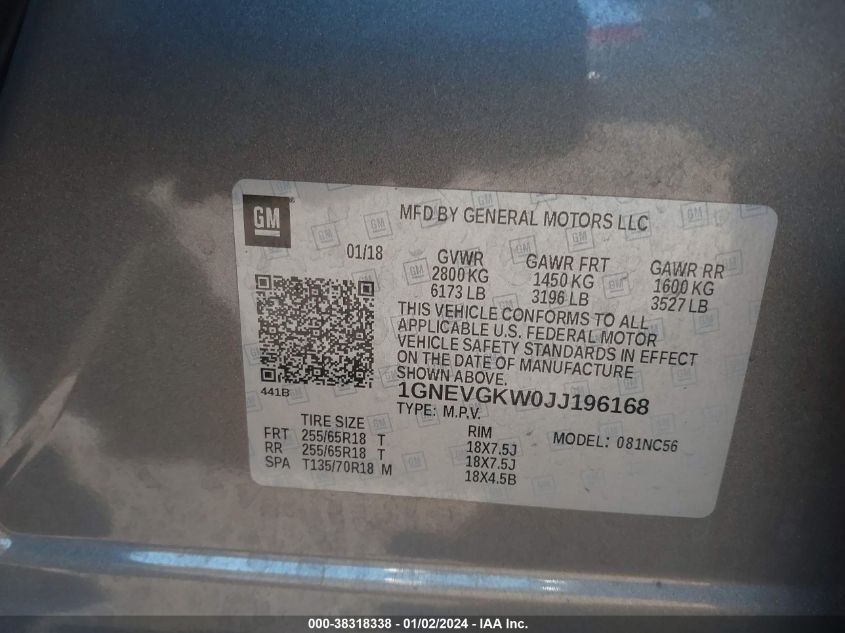 GM
MFD BY GENERAL MOTORS LLC
01/18
GVWR GAWR FRT GAWR RR
2800 KG 1450 KG 1600 KG
6173 LB 3196 LB 3527 LB
THIS VEHICLE CONFORMS TO ALL
APPLICABLE U.S. FEDERAL MOTOR
VEHICLE SAFETY STANDARDS IN EFFECT
ON THE DATE OF MANUFACTURE
SHOWN ABOVE.
441B
1GNEVGKW0JJ196168
TYPE: M.P.V.
MODEL: 081NC56
TIRE SIZE RIM
FRT 255/65R18 T 18X7.5J
RR 255/65R18 T 18X7.5J
SPA T135/70R18 M 18X4.5B
000-38318338 - 01/02/2024 - IAA Inc.